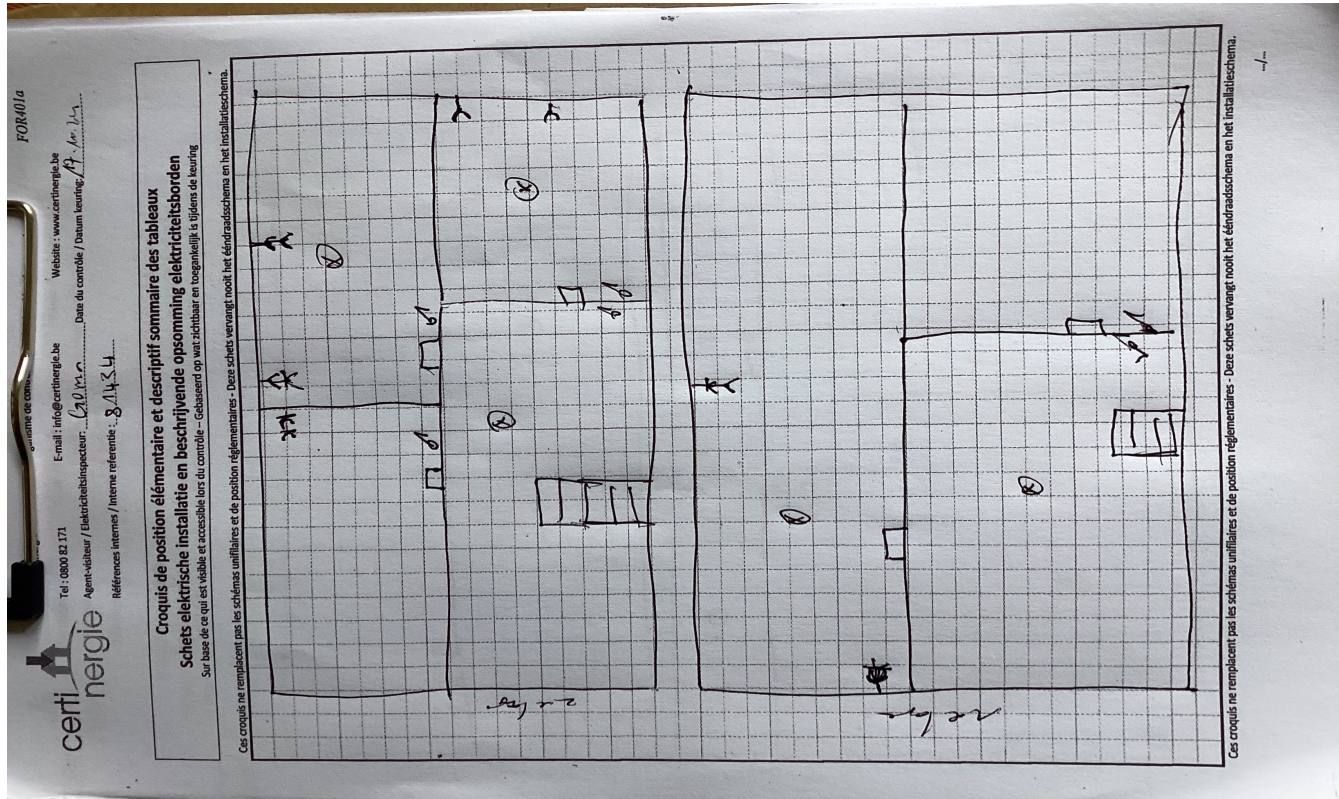 FOR401a
certi
nergie
Tel : 0800 82 171 E-mail : info@certinergie.be Website : www.certinergie.be
Agent-visiteur / Elektriciteitsinspecteur: Date du contrôle / Datum keuring:
Références internes / Interne referentie : 81434
Croquis de position élémentaire et descriptif sommaire des tableaux
Schets elektrische installatie en beschrijvende opsomming elektriciteitsborden
Sur base de ce qui est visible et accessible lors du contrôle – Gebaseerd op wat zichtbaar en toegankelijk is tijdens de keuring
Ces croquis ne remplacent pas les schémas unifilaires et de position réglementaires - Deze schets vervangt nooit het ééndraadsschema en het installatieschema.
Ces croquis ne remplacent pas les schémas unifilaires et de position réglementaires - Deze schets vervangt nooit het ééndraadsschema en het installatieschema.
.../...